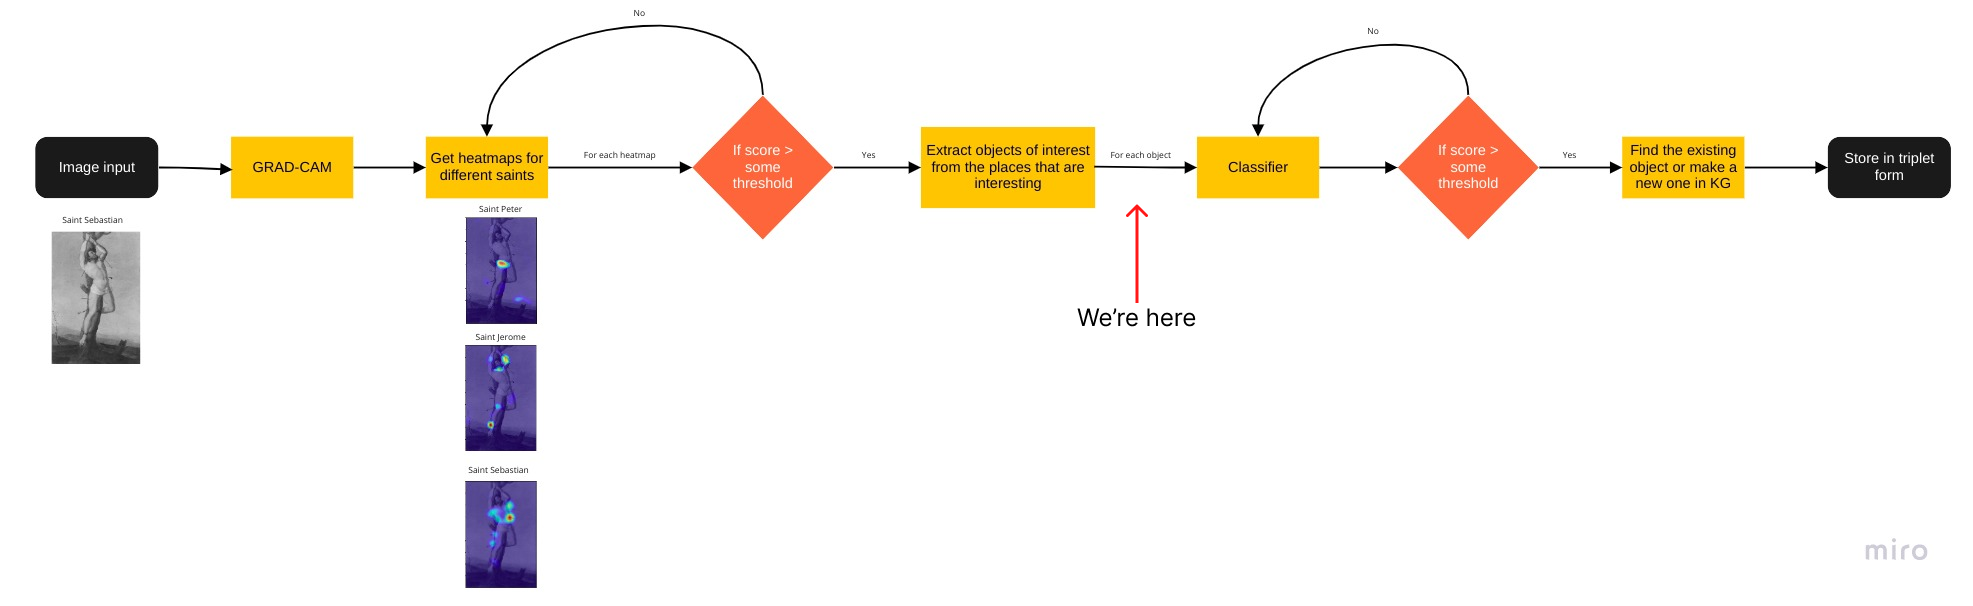 No
No
Image input
GRAD-CAM
Get heatmaps for
different saints
For each heatmap
If score >
some
threshold
Yes
Extract objects of interest
from the places that are
interesting
For each object
Classifier
If score >
some
threshold
Yes
Find the existing
object or make a
new one in KG
Store in triplet
form
Saint Sebastian
Saint Peter
We're here
Saint Jerome
Saint Sebastian
miro